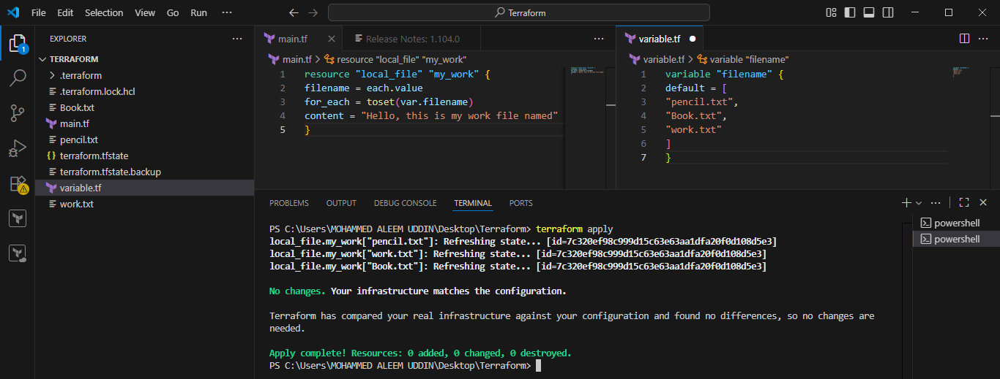 File Edit Selection View Go Run ···
Terraform
EXPLORER ···
TERRAFORM
.terraform
.terraform.lock.hcl
Book.txt
main.tf
pencil.txt
terraform.tfstate
terraform.tfstate.backup
variable.tf
work.txt
1
main.tf
Release Notes: 1.104.0
main.tf > resource "local_file" "my_work"
1 resource "local_file" "my_work" {
2 filename = each.value
3 for_each = toset(var.filename)
4 content = "Hello, this is my work file named"
5 }
variable.tf
variable.tf > variable "filename"
1 variable "filename" {
2 default = [
3 "pencil.txt",
4 "Book.txt",
5 "work.txt"
6 ]
7 }
PROBLEMS OUTPUT DEBUG CONSOLE TERMINAL PORTS
PS C:\Users\MOHAMMED ALEEM UDDIN\Desktop\Terraform> terraform apply
local_file.my_work["pencil.txt"]: Refreshing state... [id=7c320ef98c999d15c63e63aa1dfa20f0d108d5e3]
local_file.my_work["work.txt"]: Refreshing state... [id=7c320ef98c999d15c63e63aa1dfa20f0d108d5e3]
local_file.my_work["Book.txt"]: Refreshing state... [id=7c320ef98c999d15c63e63aa1dfa20f0d108d5e3]
No changes. Your infrastructure matches the configuration.
Terraform has compared your real infrastructure against your configuration and found no differences, so no changes are
needed.
Apply complete! Resources: 0 added, 0 changed, 0 destroyed.
PS C:\Users\MOHAMMED ALEEM UDDIN\Desktop\Terraform>
powershell
powershell